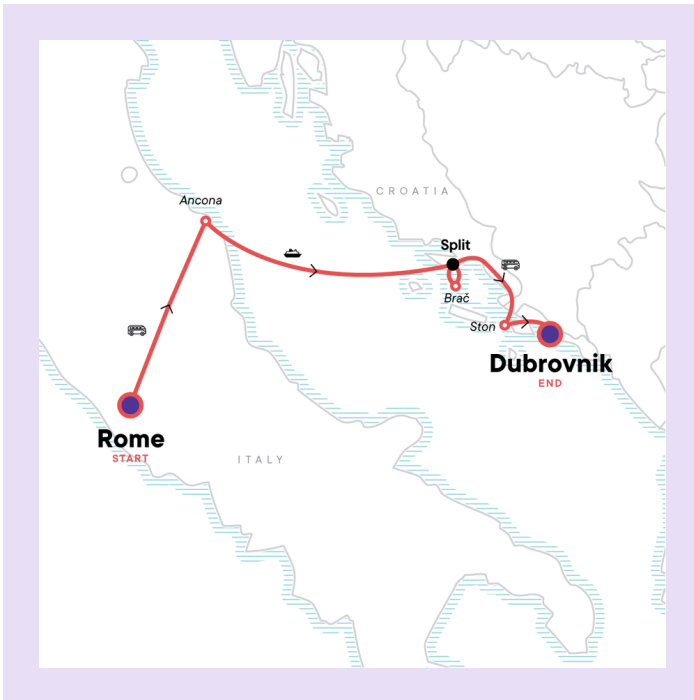 Ancona
CROATIA
Split
Brač
Ston
Dubrovnik
END
Rome
START
ITALY